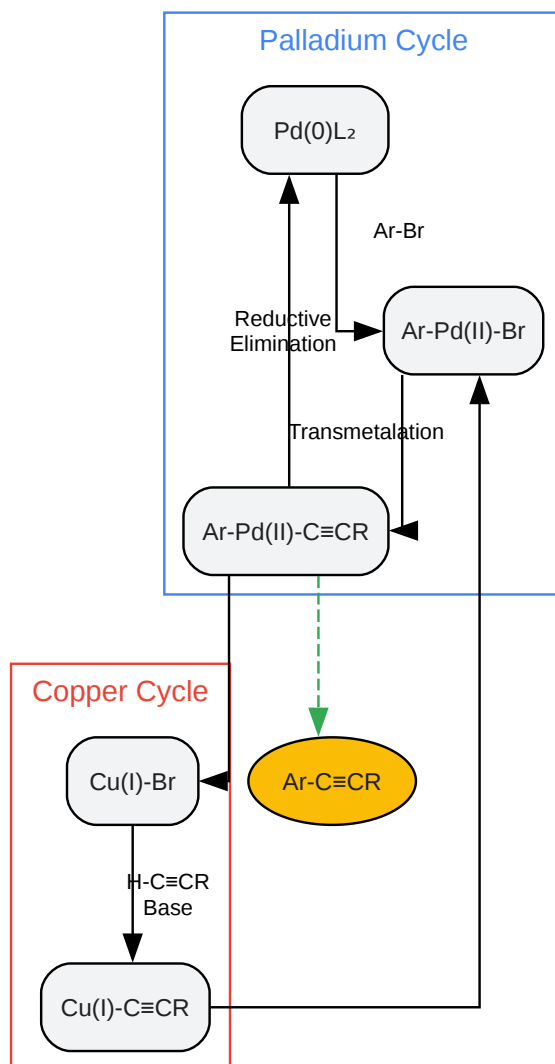 Palladium Cycle
Pd(0)L₂
Ar-Br
Reductive
Elimination
Ar-Pd(II)-Br
Transmetalation
Ar-Pd(II)-C≡CR
Copper Cycle
Cu(I)-Br
Ar-C≡CR
H-C≡CR
Base
Cu(I)-C≡CR